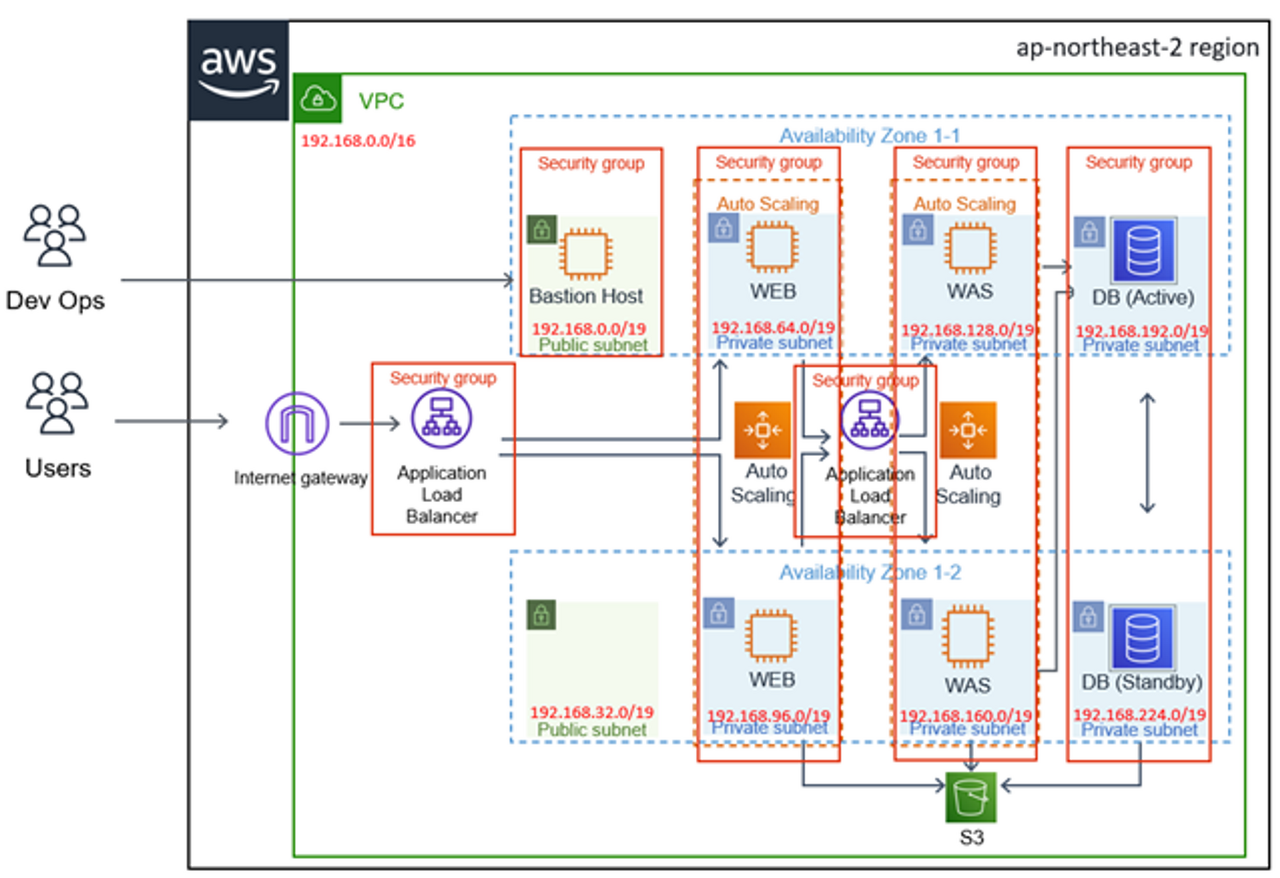 aws
ap-northeast-2 region
VPC
192.168.0.0/16
Availability Zone 1-1
Security group
Security group
Security group
Security group
Auto Scaling
Auto Scaling
Dev Ops
Bastion Host
WEB
WAS
DB (Active)
192.168.0.0/19
192.168.64.0/19
192.168.128.0/19
192.168.192.0/19
Public subnet
Private subnet
Private subnet
Private subnet
Users
Internet gateway
Security group
Application
Load
Balancer
Auto
Scaling
Security group
Application
Load
Balancer
Auto
Scaling
Availability Zone 1-2
WEB
WAS
DB (Standby)
192.168.32.0/19
192.168.96.0/19
192.168.160.0/19
192.168.224.0/19
Public subnet
Private subnet
Private subnet
Private subnet
S3